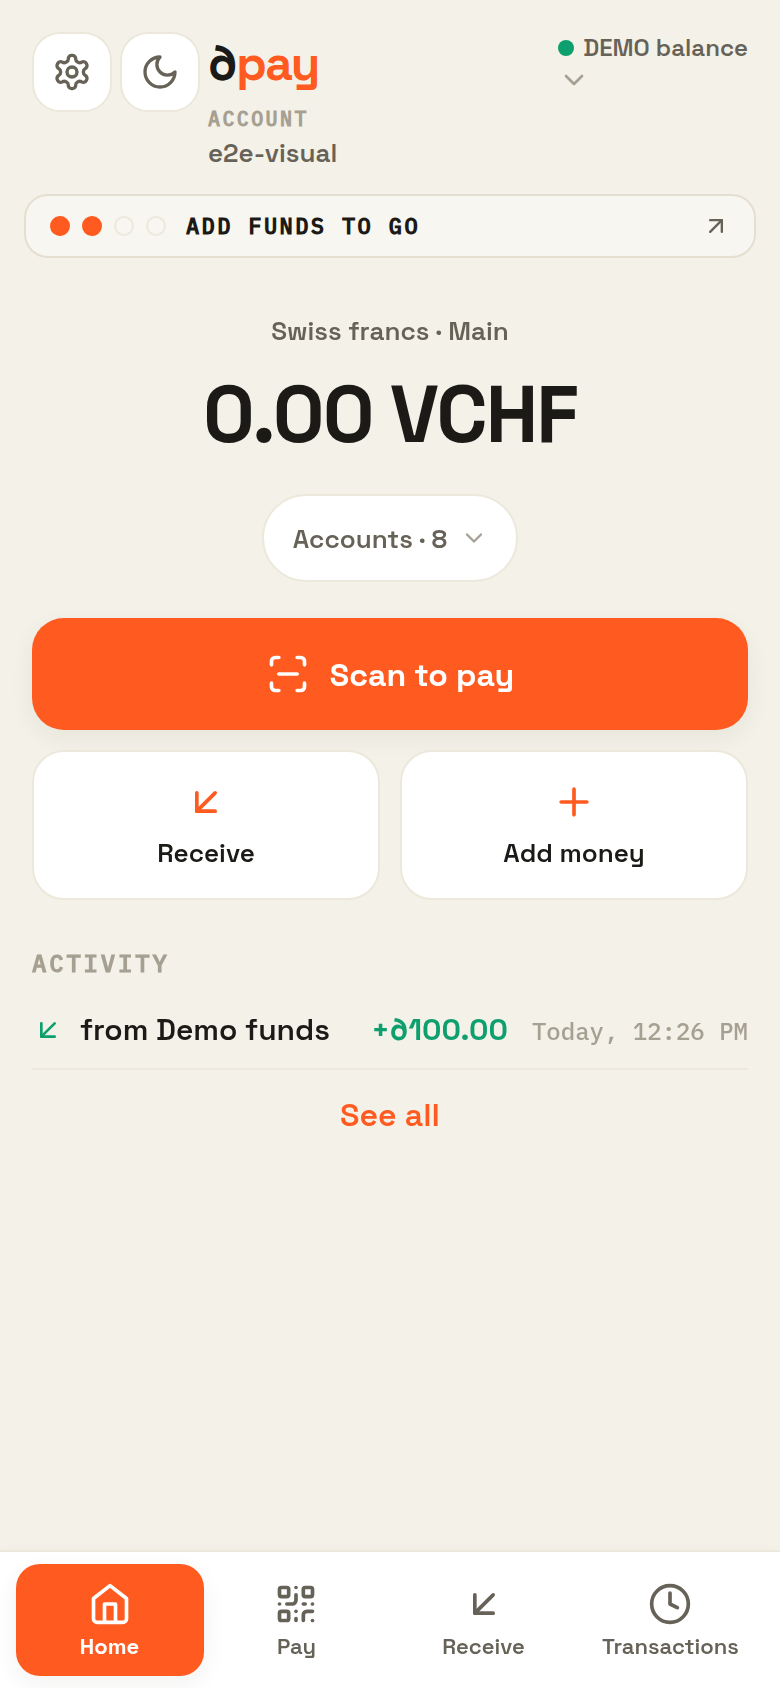 ∂pay
DEMO balance
ACCOUNT
e2e-visual
ADD FUNDS TO GO
Swiss francs · Main
0.00 VCHF
Accounts · 8
Scan to pay
Receive
Add money
ACTIVITY
from Demo funds +∂100.00 Today, 12:26 PM
See all
Home
Pay
Receive
Transactions